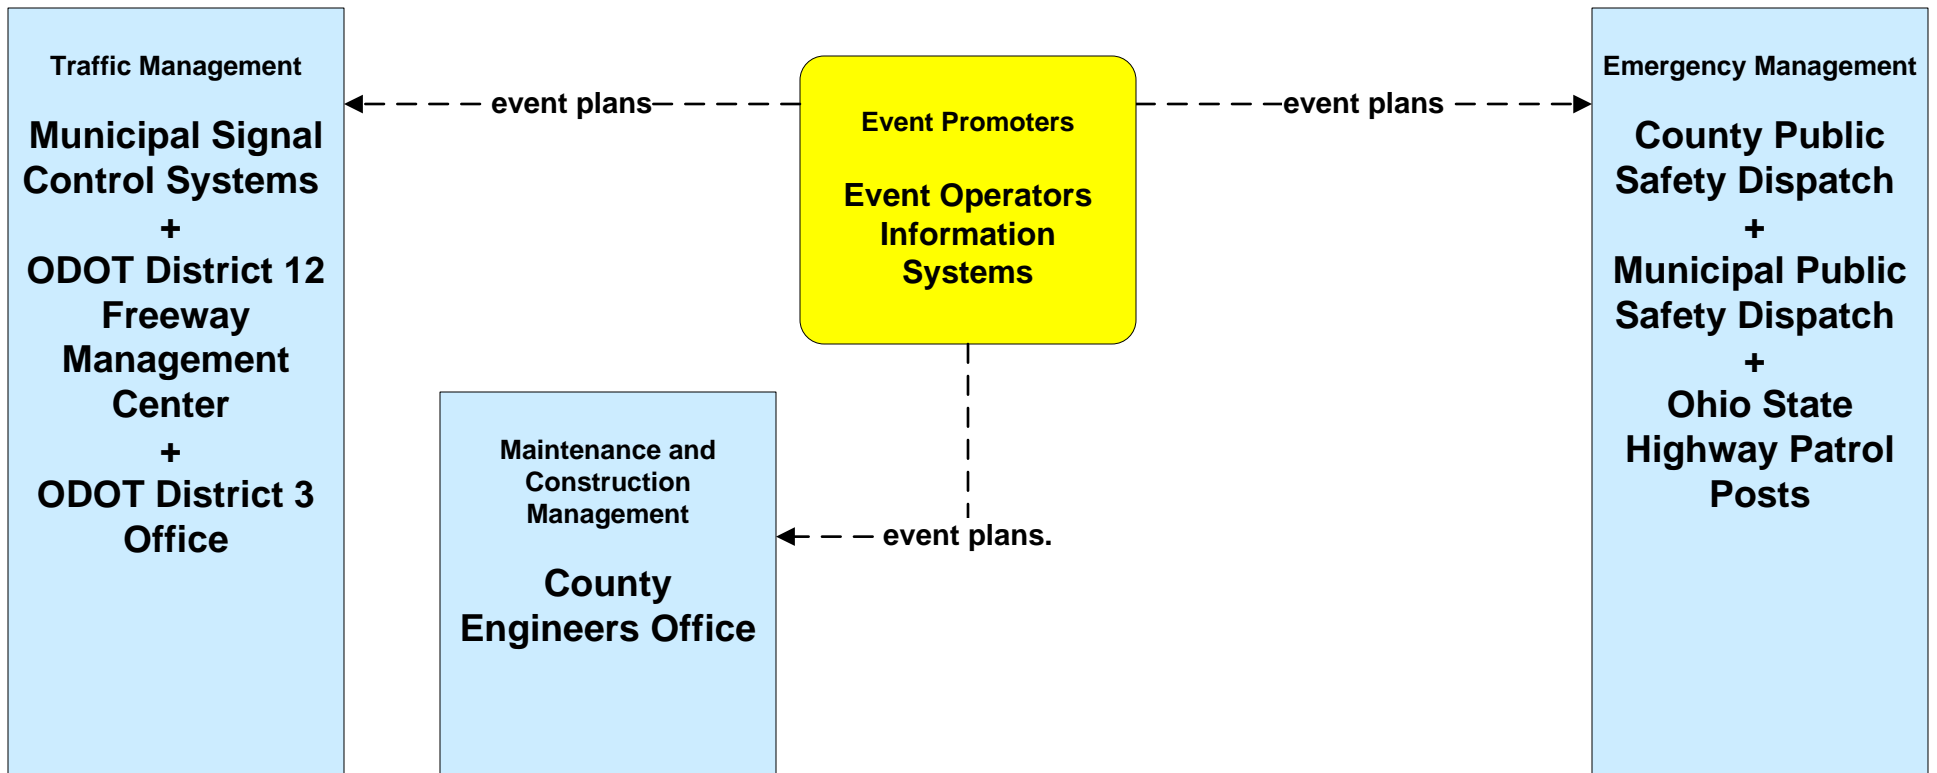 Traffic Management
Municipal Signal
Control Systems
+
ODOT District 12
Freeway
Management
Center
+
ODOT District 3
Office
event plans
Event Promoters
Event Operators
Information
Systems
event plans
Emergency Management
County Public
Safety Dispatch
+
Municipal Public
Safety Dispatch
+
Ohio State
Highway Patrol
Posts
Maintenance and
Construction
Management
County
Engineers Office
event plans.